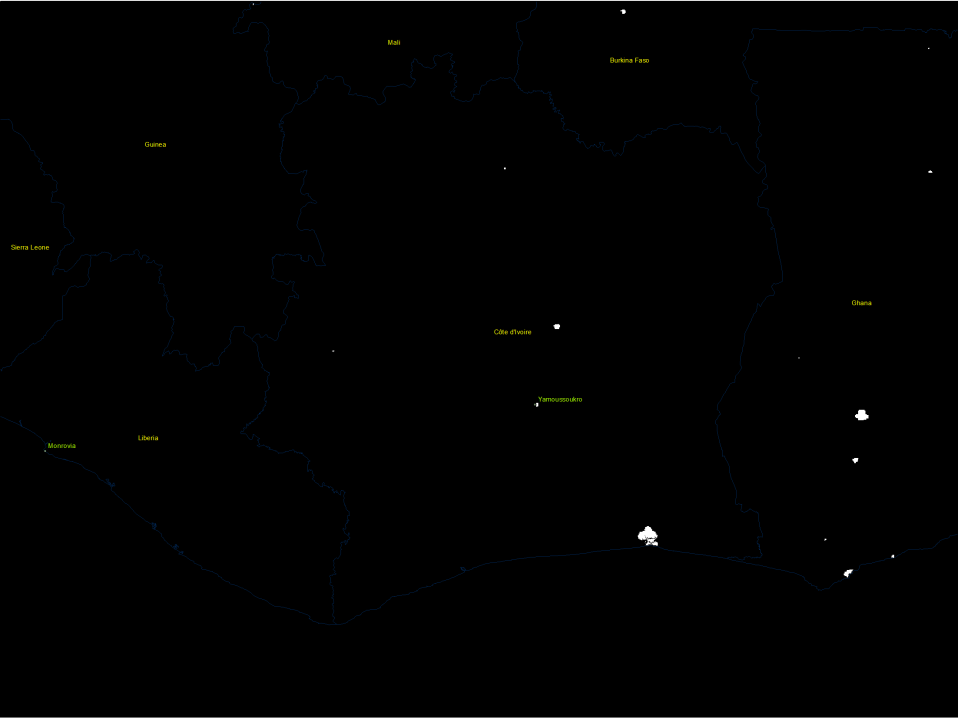 Mali
Burkina Faso
Guinea
Sierra Leone
Ghana
Côte d'Ivoire
Yamoussoukro
Liberia
Monrovia